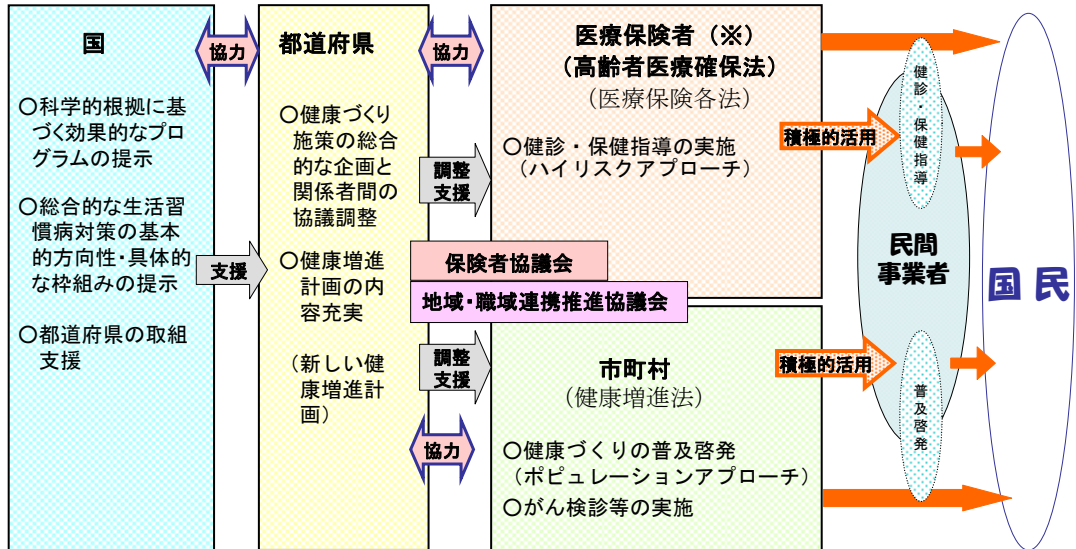 国
協力
○科学的根拠に基
づく効果的なプロ
グラムの提示
○総合的な生活習
慣病対策の基本
的方向性・具体的
な枠組みの提示
○都道府県の取組
支援
支援
都道府県
協力
○健康づくり
施策の総合
的な企画と
関係者間の
協議調整
○健康増進
計画の内
容充実
（新しい健
康増進計
画）
調整
支援
保険者協議会
地域・職域連携推進協議会
調整
支援
協力
医療保険者（※）
（高齢者医療確保法）
（医療保険各法）
○健診・保健指導の実施
（ハイリスクアプローチ）
積極的活用
市町村
（健康増進法）
○健康づくりの普及啓発
（ポピュレーションアプローチ）
○がん検診等の実施
積極的活用
健診・保健指導
民間
事業者
普及啓発
国民